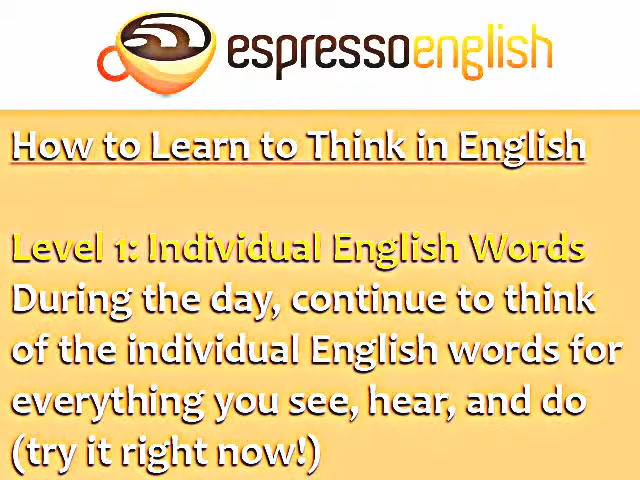 espressoenglish
How to Learn to Think in English
Level 1: Individual English Words
During the day, continue to think
of the individual English words for
everything you see, hear, and do
(try it right now!)